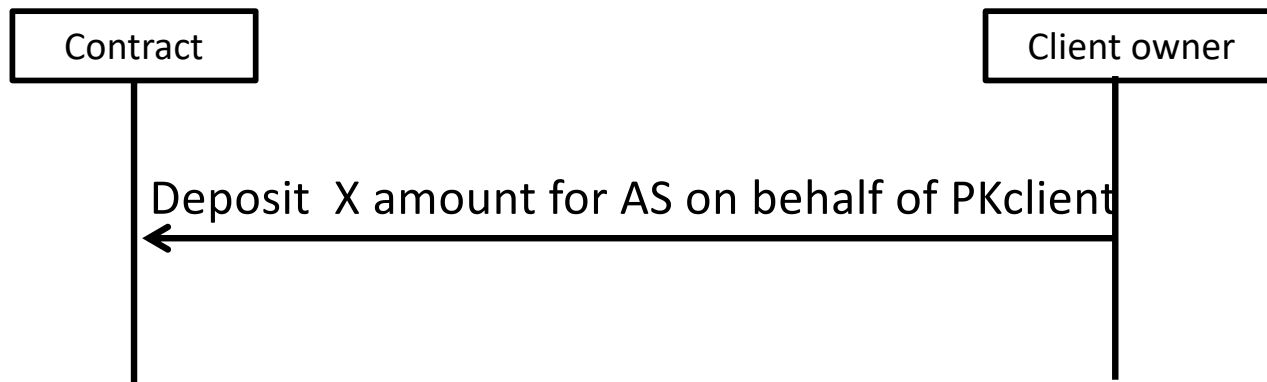 Contract
Client owner
Deposit  X amount for AS on behalf of PKclient